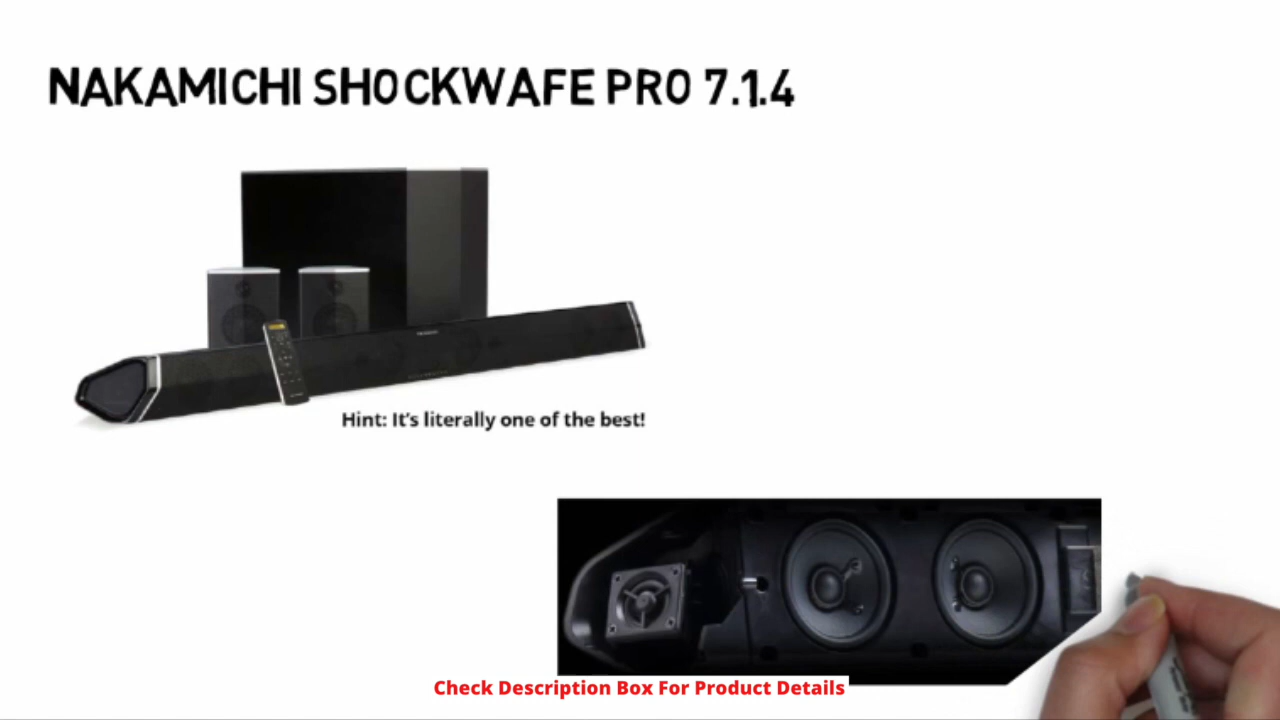 NAKAMICHI SHOCKWAFE PRO 7.1.4
Hint: It's literally one of the best!
Check Description Box For Product Details